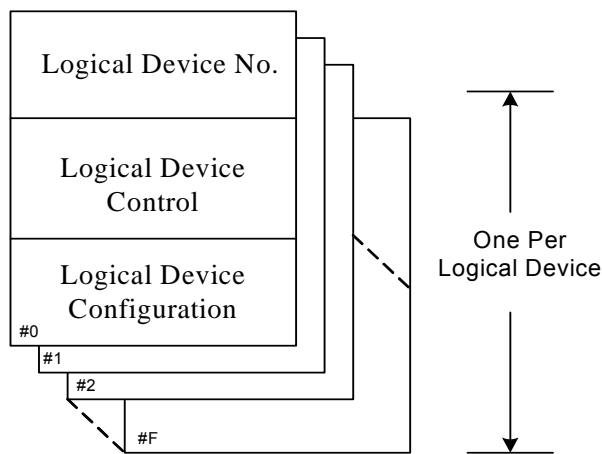 Logical Device No.
Logical Device
Control
Logical Device
Configuration
#0
#1
#2
#F
One Per
Logical Device